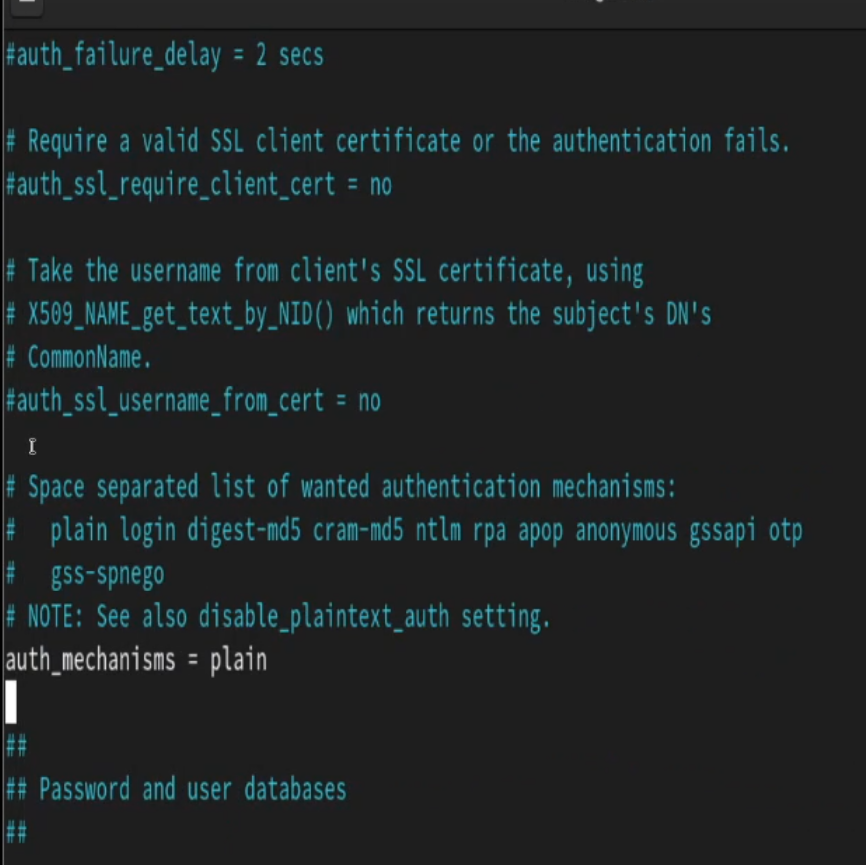 #auth_failure_delay = 2 secs
# Require a valid SSL client certificate or the authentication fails.
#auth_ssl_require_client_cert = no
# Take the username from client's SSL certificate, using
# X509_NAME_get_text_by_NID() which returns the subject's DN's
# CommonName.
#auth_ssl_username_from_cert = no
# Space separated list of wanted authentication mechanisms:
#   plain login digest-md5 cram-md5 ntlm rpa apop anonymous gssapi otp
#   gss-spnego
# NOTE: See also disable_plaintext_auth setting.
auth_mechanisms = plain
##
## Password and user databases
##